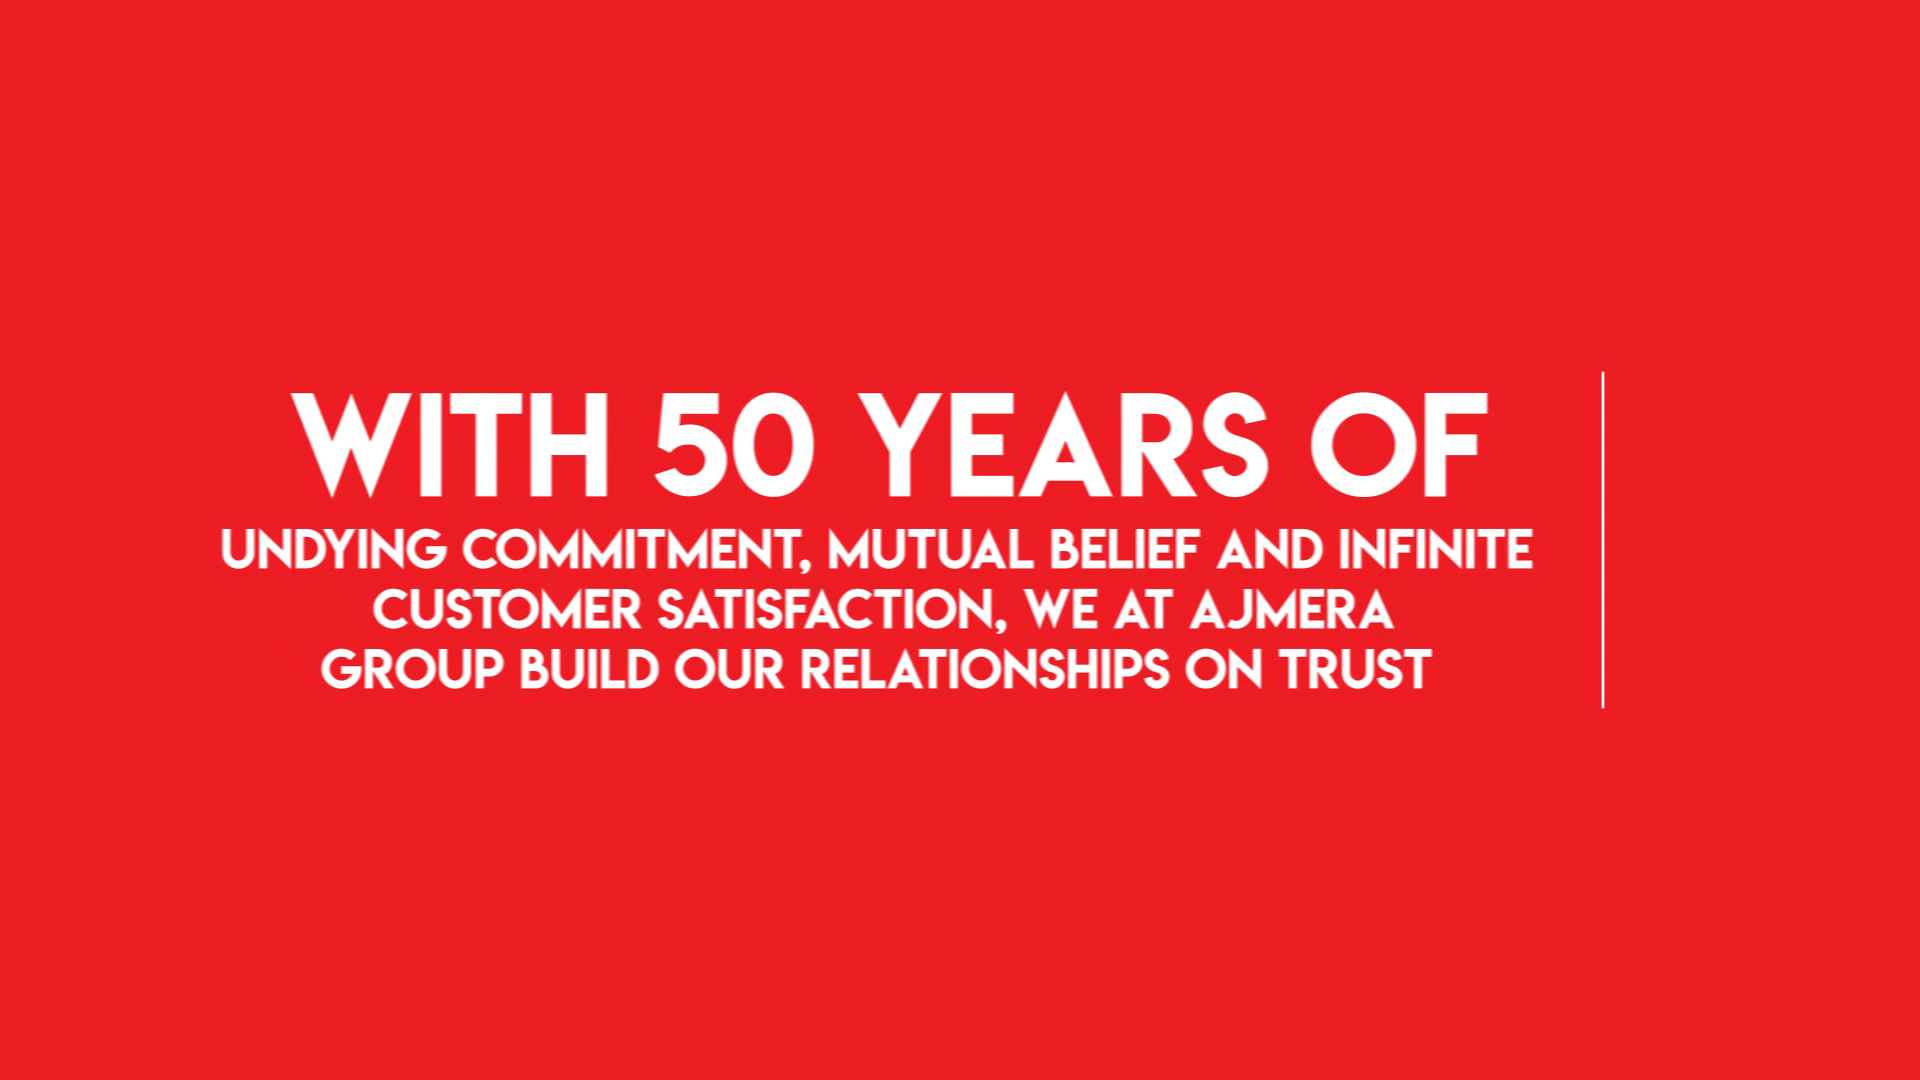 WITH 50 YEARS OF
UNDYING COMMITMENT, MUTUAL BELIEF AND INFINITE
CUSTOMER SATISFACTION, WE AT AJMERA
GROUP BUILD OUR RELATIONSHIPS ON TRUST